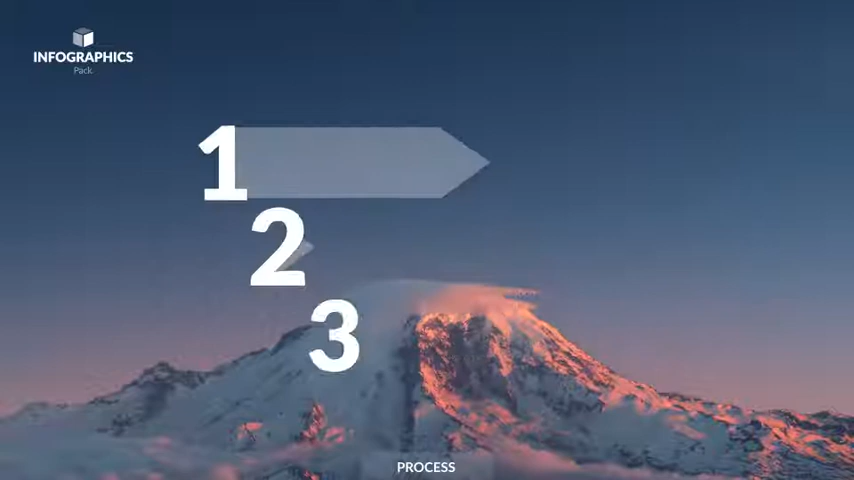 INFOGRAPHICS
Pack
1
2
3
PROCESS